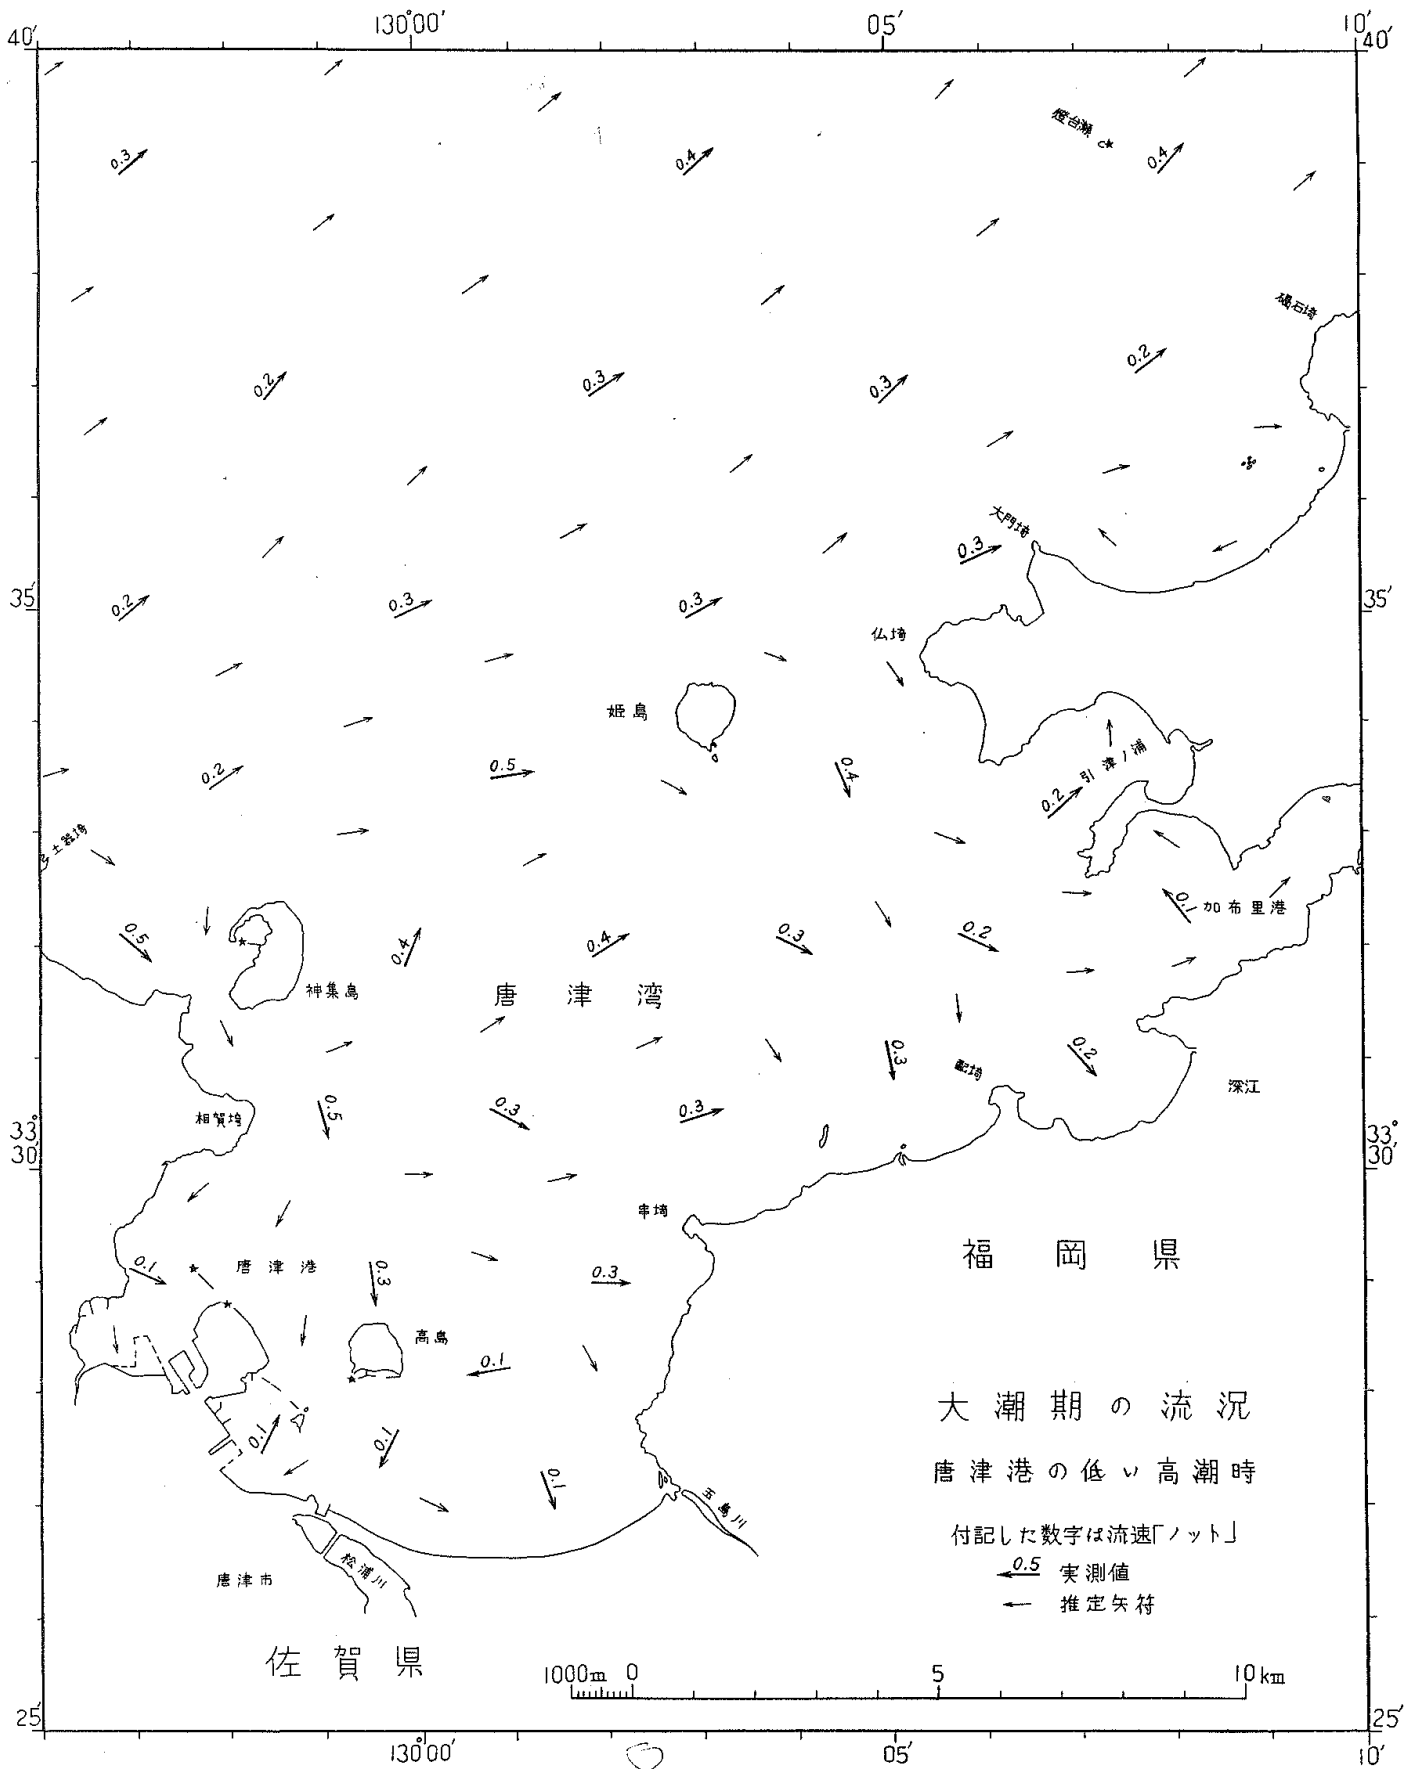 130°00′ 05′ 10′
40′ 40′
燈台瀬
0.3 0.4 0.4
碣石埼
0.2
0.2 0.3 0.3
大門埼
0.3
35′ 0.2 0.3 0.3 35′
仏埼
姫島
0.2 0.5 0.4 引津ノ浦
0.2
土器埼
0.1 加布里港
0.5 0.4 0.4 0.3 0.2
神集島 唐津湾
0.3 0.2
配埼
深江
相賀埼 0.5 0.3 0.3
33° 33°
30′ 30′
串埼
福岡県
0.1 唐津港 0.3 0.3
高島
0.1
大潮期の流況
0.1 0.1
唐津港の低い高潮時
0.1
玉島川
付記した数字は流速「ノット」
松浦川
0.5 実測値
唐津市
推定矢符
佐賀県
1000m 0 5 10km
25′ 25′
130°00′ 05′ 10′